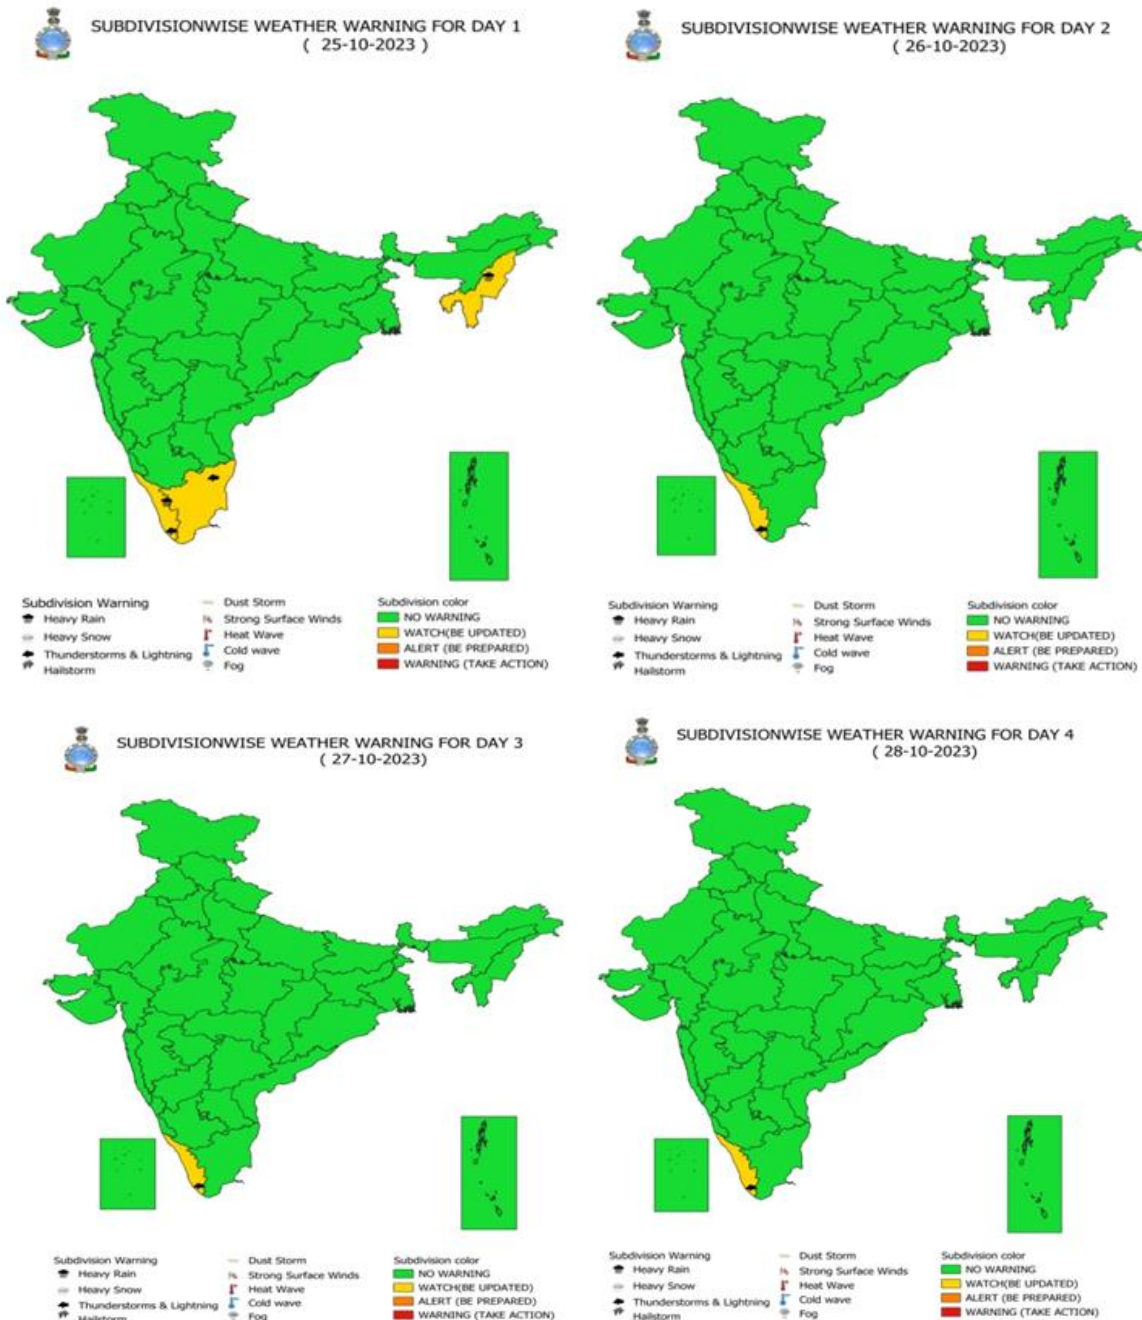 SUBDIVISIONWISE WEATHER WARNING FOR DAY 1
( 25-10-2023 )
Subdivision Warning
Heavy Rain
Heavy Snow
Thunderstorms & Lightning
Hailstorm
Dust Storm
Strong Surface Winds
Heat Wave
Cold wave
Fog
Subdivision color
NO WARNING
WATCH(BE UPDATED)
ALERT (BE PREPARED)
WARNING (TAKE ACTION)
SUBDIVISIONWISE WEATHER WARNING FOR DAY 2
( 26-10-2023)
Subdivision Warning
Heavy Rain
Heavy Snow
Thunderstorms & Lightning
Hailstorm
Dust Storm
Strong Surface Winds
Heat Wave
Cold wave
Fog
Subdivision color
NO WARNING
WATCH(BE UPDATED)
ALERT (BE PREPARED)
WARNING (TAKE ACTION)
SUBDIVISIONWISE WEATHER WARNING FOR DAY 3
( 27-10-2023)
Subdivision Warning
Heavy Rain
Heavy Snow
Thunderstorms & Lightning
Hailstorm
Dust Storm
Strong Surface Winds
Heat Wave
Cold wave
Fog
Subdivision color
NO WARNING
WATCH(BE UPDATED)
ALERT (BE PREPARED)
WARNING (TAKE ACTION)
SUBDIVISIONWISE WEATHER WARNING FOR DAY 4
( 28-10-2023)
Subdivision Warning
Heavy Rain
Heavy Snow
Thunderstorms & Lightning
Hailstorm
Dust Storm
Strong Surface Winds
Heat Wave
Cold wave
Fog
Subdivision color
NO WARNING
WATCH(BE UPDATED)
ALERT (BE PREPARED)
WARNING (TAKE ACTION)